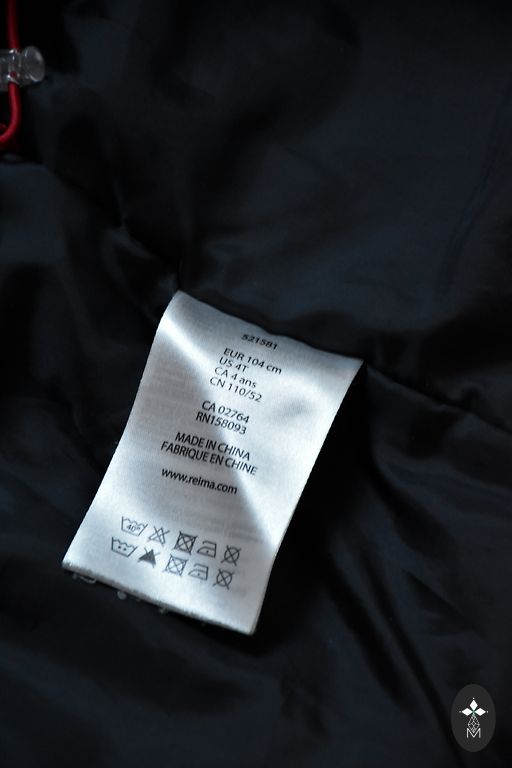 521581
EUR 104 cm
US 4T
CA 4 ans
CN 110/52
CA 02764
RN158093
MADE IN CHINA
FABRIQUE EN CHINE
www.reima.com
40°
M